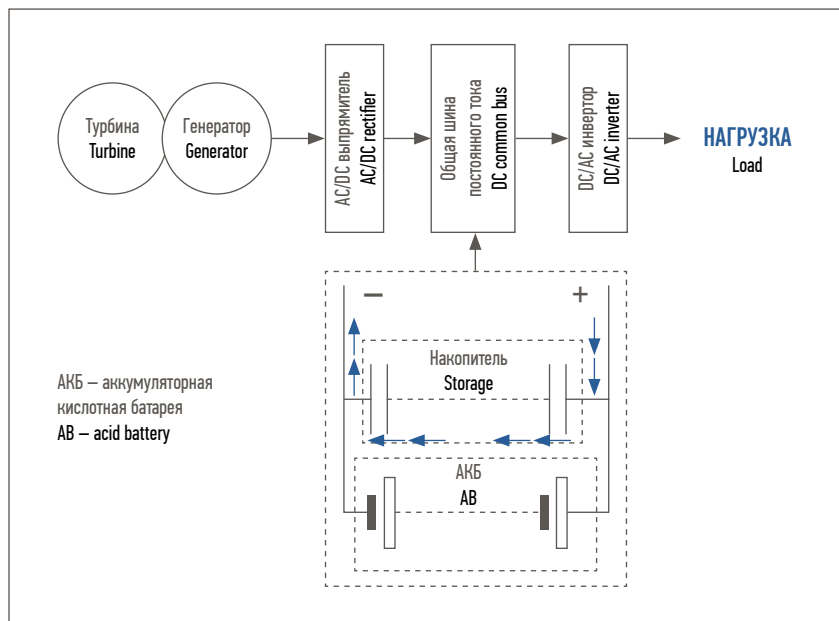 Турбина
Turbine
Генератор
Generator
AC/DC выпрямитель
AC/DC rectifier
Общая шина
постоянного тока
DC common bus
DC/AC инвертор
DC/AC inverter
НАГРУЗКА
Load
–
+
Накопитель
Storage
АКБ – аккумуляторная
кислотная батарея
AB – acid battery
АКБ
AB